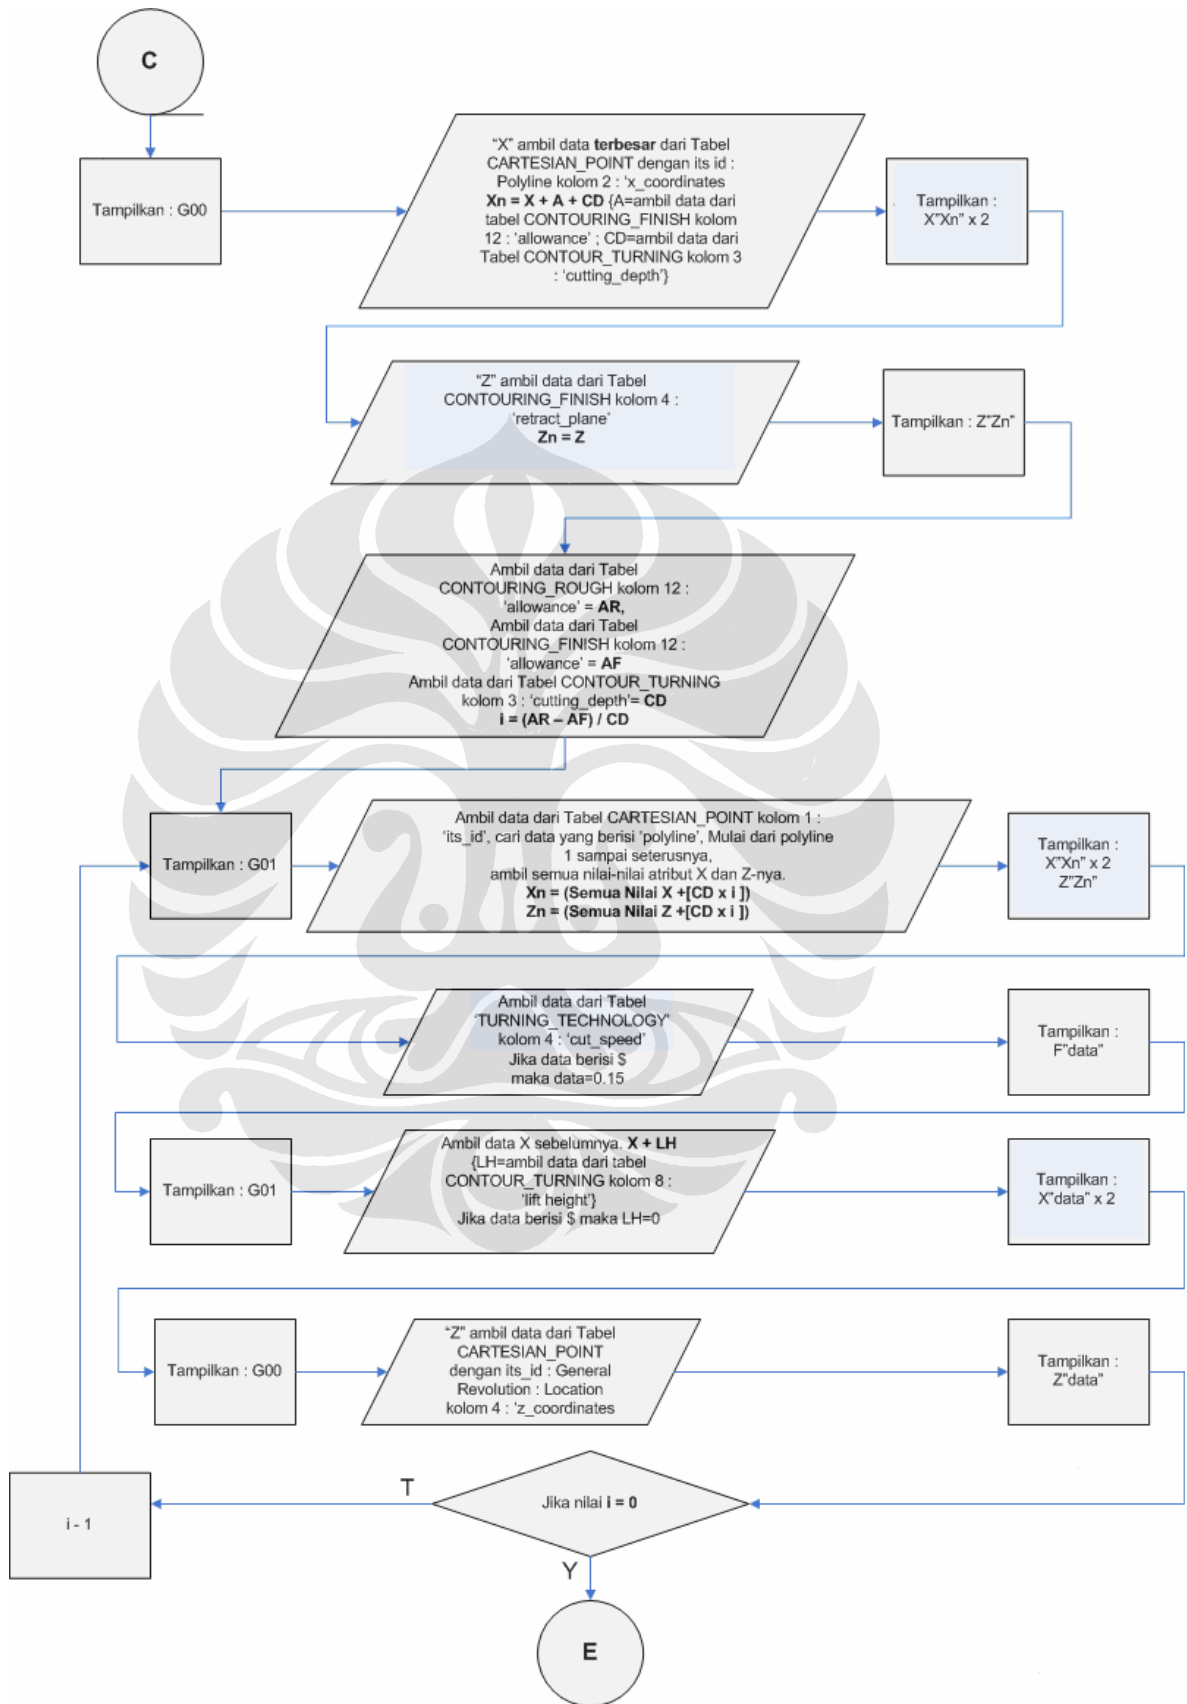 C
Tampilkan : G00
“X” ambil data terbesar dari Tabel
CARTESIAN_POINT dengan its id :
Polyline kolom 2 : ‘x_coordinates
Xn = X + A + CD {A=ambil data dari
tabel CONTOURING_FINISH kolom
12 : ‘allowance’ ; CD=ambil data dari
Tabel CONTOUR_TURNING kolom 3
: ‘cutting_depth’}
Tampilkan :
X”Xn” x 2
“Z” ambil data dari Tabel
CONTOURING_FINISH kolom 4 :
‘retract_plane’
Zn = Z
Tampilkan : Z”Zn”
Ambil data dari Tabel
CONTOURING_ROUGH kolom 12 :
‘allowance’ = AR,
Ambil data dari Tabel
CONTOURING_FINISH kolom 12 :
‘allowance’ = AF
Ambil data dari Tabel CONTOUR_TURNING
kolom 3 : ‘cutting_depth’= CD
i = (AR – AF) / CD
Tampilkan : G01
Ambil data dari Tabel CARTESIAN_POINT kolom 1 :
‘its_id’, cari data yang berisi ‘polyline’, Mulai dari polyline
1 sampai seterusnya,
ambil semua nilai-nilai atribut X dan Z-nya.
Xn = (Semua Nilai X +[CD x i ])
Zn = (Semua Nilai Z +[CD x i ])
Tampilkan :
X”Xn” x 2
Z”Zn”
Ambil data dari Tabel
‘TURNING_TECHNOLOGY’
kolom 4 : ‘cut_speed’
Jika data berisi $
maka data=0.15
Tampilkan :
F”data”
Tampilkan : G01
Ambil data X sebelumnya. X + LH
{LH=ambil data dari tabel
CONTOUR_TURNING kolom 8 :
‘lift height’}
Jika data berisi $ maka LH=0
Tampilkan :
X”data” x 2
Tampilkan : G00
“Z” ambil data dari Tabel
CARTESIAN_POINT
dengan its_id : General
Revolution : Location
kolom 4 : ‘z_coordinates
Tampilkan :
Z”data”
Jika nilai i = 0
T
i - 1
Y
E